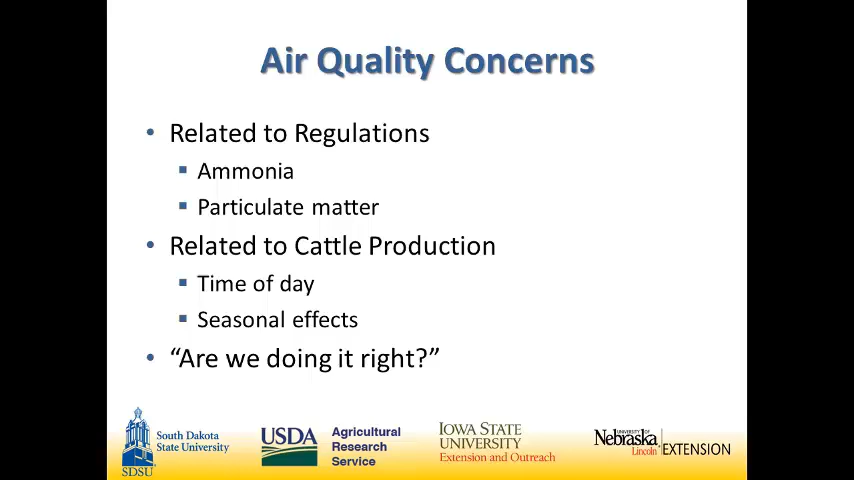 Air Quality Concerns
• Related to Regulations
▪ Ammonia
▪ Particulate matter
• Related to Cattle Production
▪ Time of day
▪ Seasonal effects
• “Are we doing it right?”
South Dakota
State University
SDSU
USDA
Agricultural
Research
Service
IOWA STATE
UNIVERSITY
Extension and Outreach
UNIVERSITY OF
Nebraska
Lincoln
EXTENSION